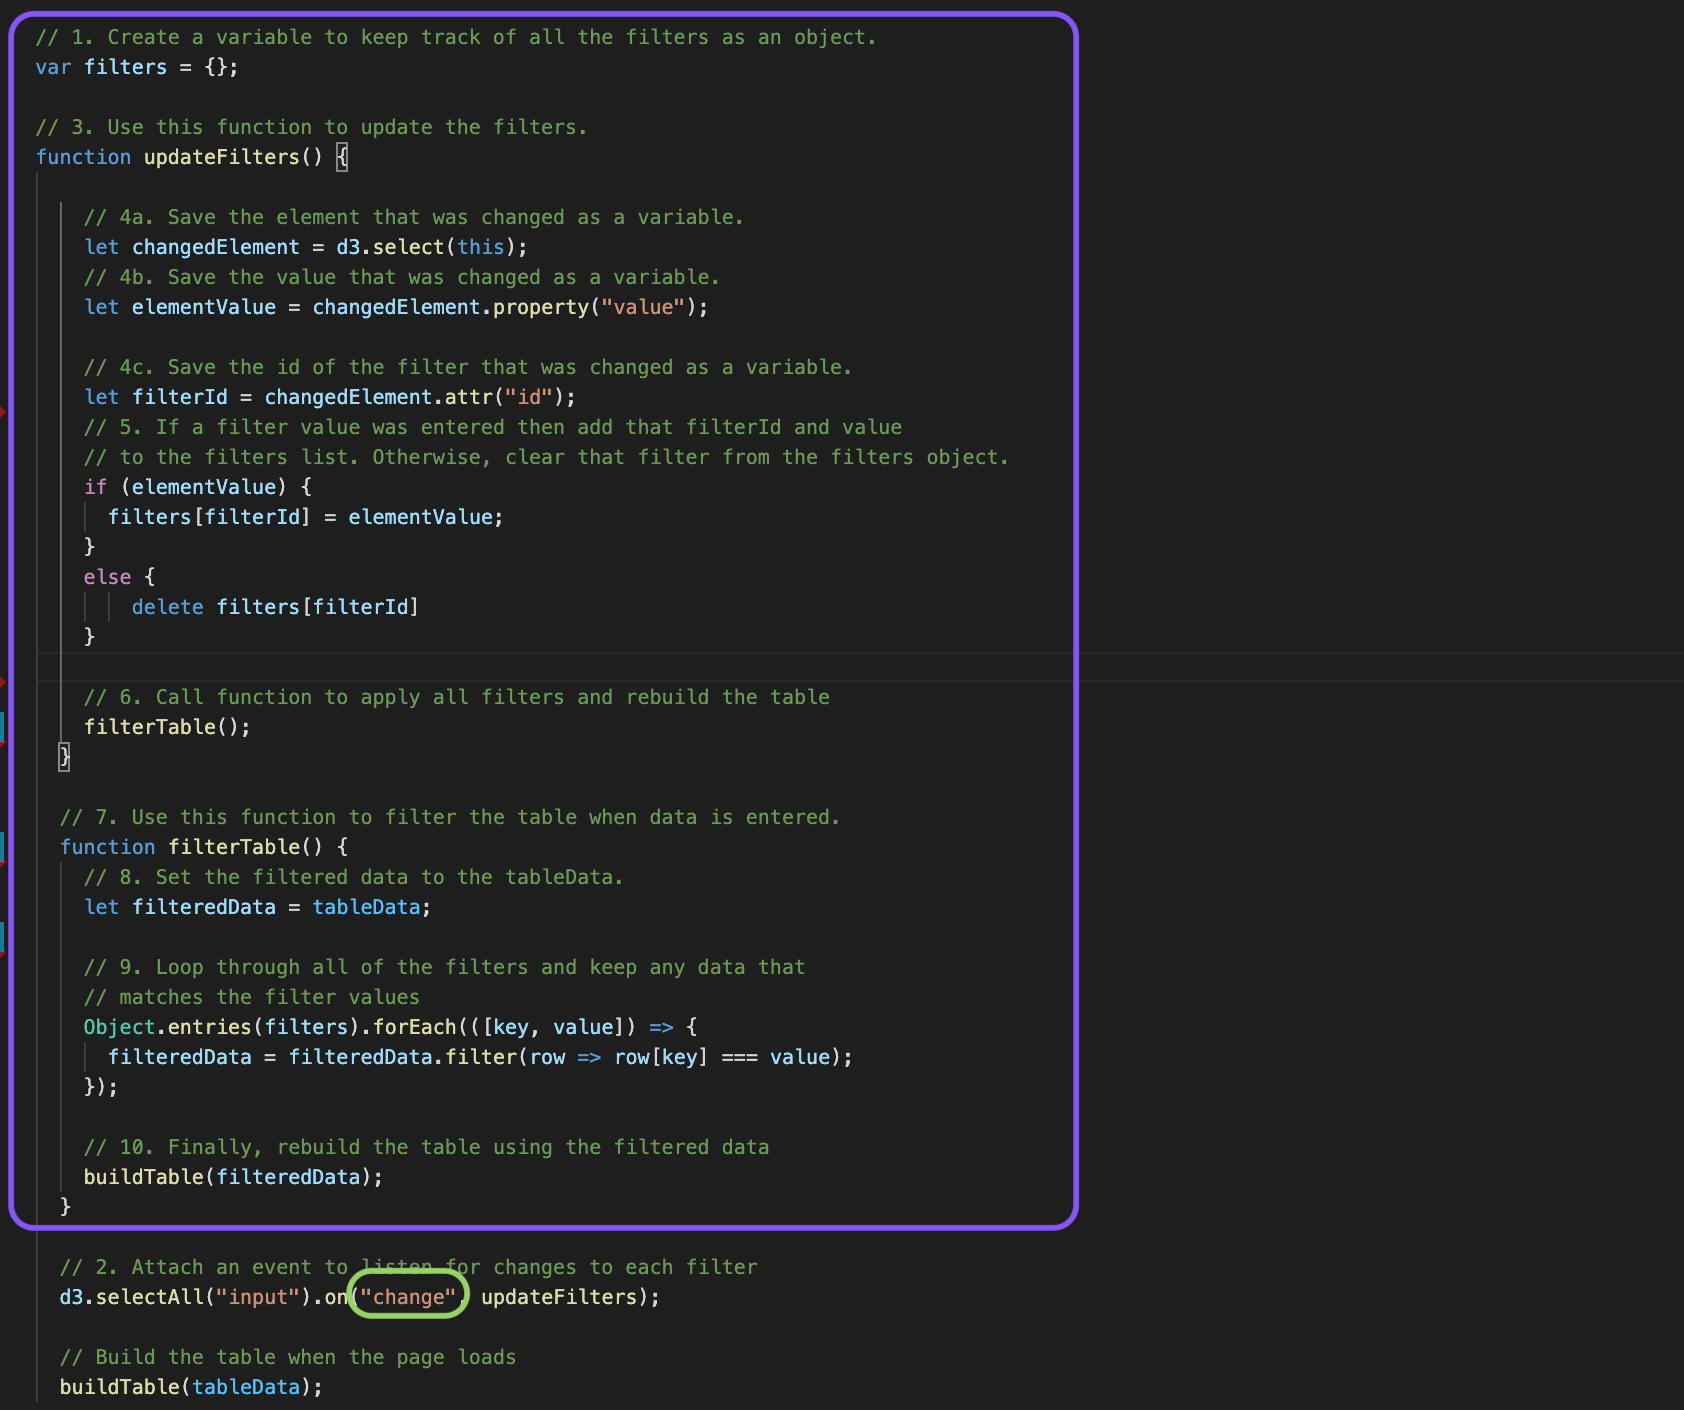 // 1. Create a variable to keep track of all the filters as an object.
var filters = {};
// 3. Use this function to update the filters.
function updateFilters() {
// 4a. Save the element that was changed as a variable.
let changedElement = d3.select(this);
// 4b. Save the value that was changed as a variable.
let elementValue = changedElement.property("value");
// 4c. Save the id of the filter that was changed as a variable.
let filterId = changedElement.attr("id");
// 5. If a filter value was entered then add that filterId and value
// to the filters list. Otherwise, clear that filter from the filters object.
if (elementValue) {
filters[filterId] = elementValue;
}
else {
delete filters[filterId]
}
// 6. Call function to apply all filters and rebuild the table
filterTable();
}
// 7. Use this function to filter the table when data is entered.
function filterTable() {
// 8. Set the filtered data to the tableData.
let filteredData = tableData;
// 9. Loop through all of the filters and keep any data that
// matches the filter values
Object.entries(filters).forEach(([key, value]) => {
filteredData = filteredData.filter(row => row[key] === value);
});
// 10. Finally, rebuild the table using the filtered data
buildTable(filteredData);
}
// 2. Attach an event to listen for changes to each filter
d3.selectAll("input").on("change", updateFilters);
// Build the table when the page loads
buildTable(tableData);